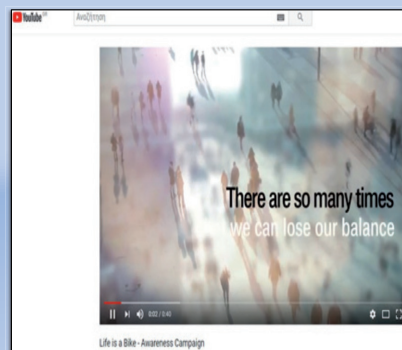 YouTube GR
Αναζήτηση
There are so many times
we can lose our balance
0:02 / 0:40
Life is a Bike - Awareness Campaign